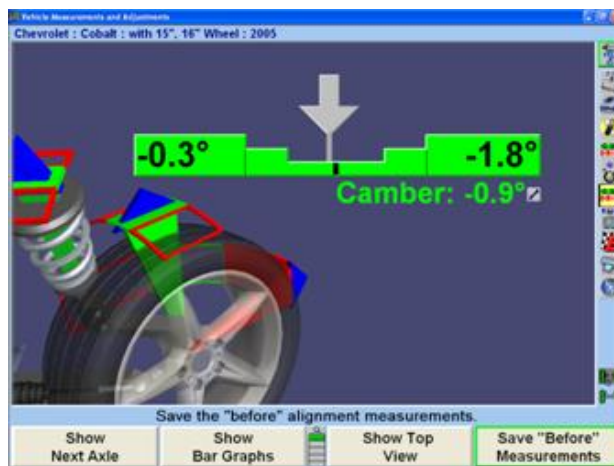 Vehicle Measurements and Adjustments
Chevrolet : Cobalt : with 15", 16" Wheel : 2005
-0.3°
-1.8°
Camber: -0.9°
Save the "before" alignment measurements.
Show
Next Axle
Show
Bar Graphs
Show Top
View
Save "Before"
Measurements